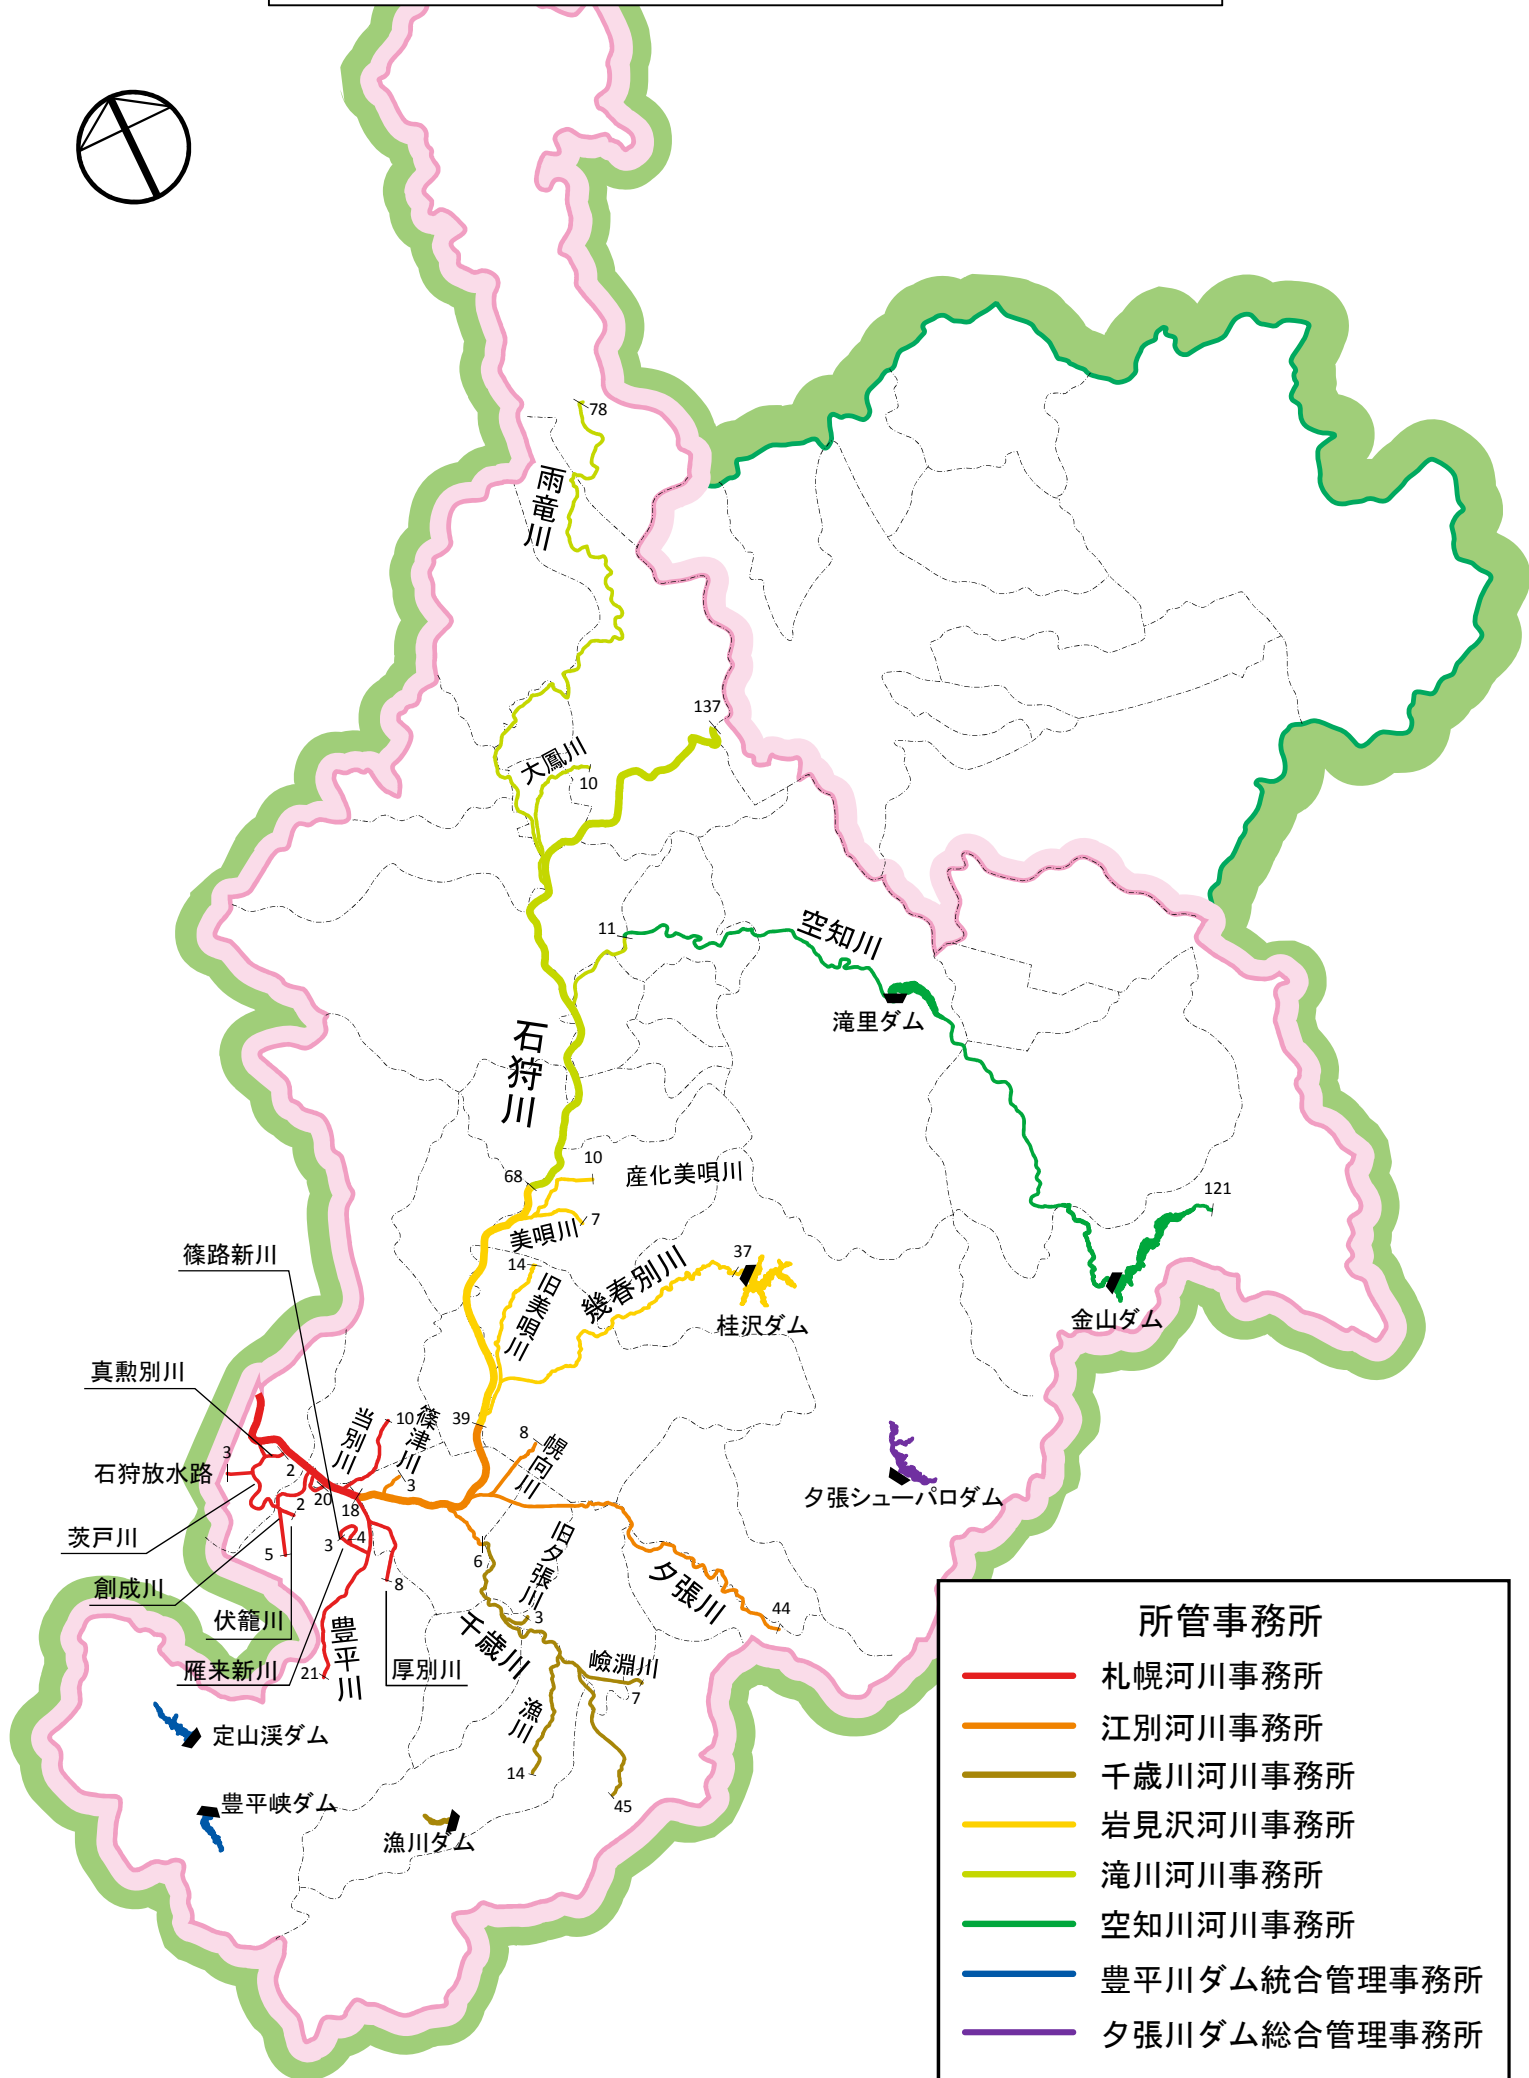 78
雨竜川
137
大鳳川
10
11
空知川
滝里ダム
石狩川
10
産化美唄川
68
7
美唄川
121
14
旧美唄川
幾春別川
37
桂沢ダム
金山ダム
篠路新川
真勲別川
当別川
10
篠津川
39
8
幌向川
3
石狩放水路
2
20
18
3
2
茨戸川
5
3
4
6
旧夕張川
夕張シューパロダム
創成川
8
3
夕張川
44
伏籠川
豊平川
千歳川
雁来新川
21
厚別川
嶮淵川
7
漁川
定山渓ダム
14
45
豊平峡ダム
漁川ダム
所管事務所
札幌河川事務所
江別河川事務所
千歳川河川事務所
岩見沢河川事務所
滝川河川事務所
空知川河川事務所
豊平川ダム統合管理事務所
夕張川ダム総合管理事務所